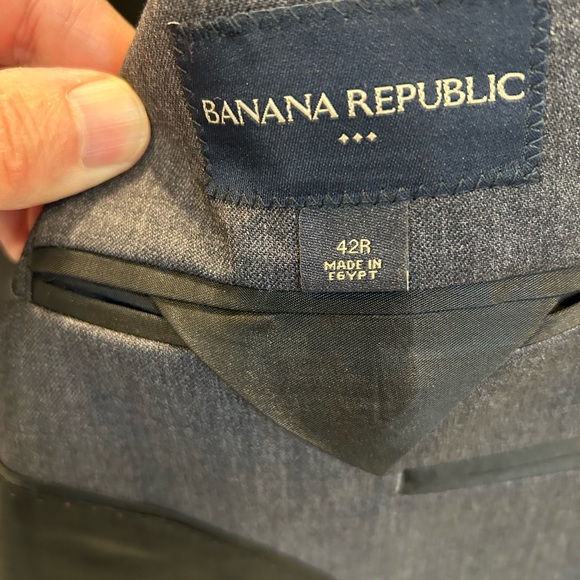 BANANA REPUBLIC
42R
MADE IN
EGYPT